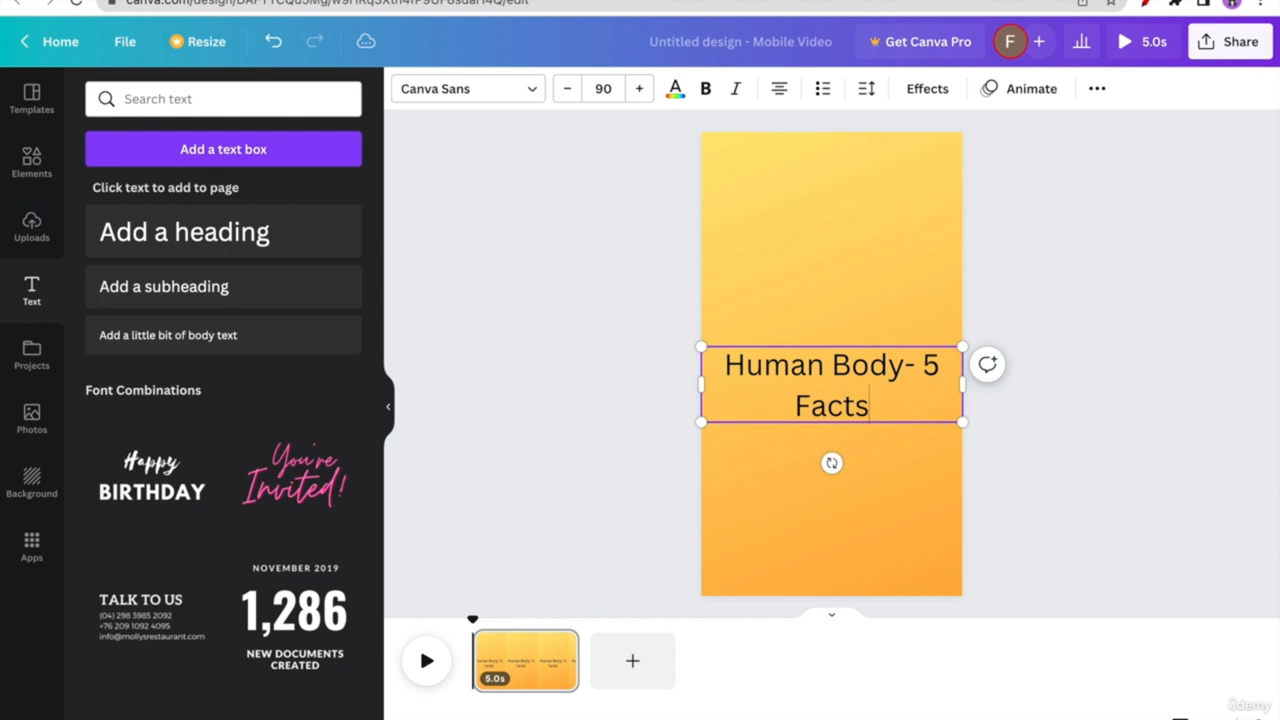 Home
File
Resize
Untitled design - Mobile Video
Get Canva Pro
F
5.0s
Share
Templates
Elements
Uploads
Text
Projects
Photos
Background
Apps
Search text
Add a text box
Click text to add to page
Add a heading
Add a subheading
Add a little bit of body text
Font Combinations
Happy
BIRTHDAY
You're
Invited!
TALK TO US
(04) 298 3985 2092
+76 209 1092 4095
info@mollysrestaurant.com
NOVEMBER 2019
1,286
NEW DOCUMENTS
CREATED
Canva Sans
90
A
B
I
Effects
Animate
Human Body- 5
Facts
5.0s
ûdemy